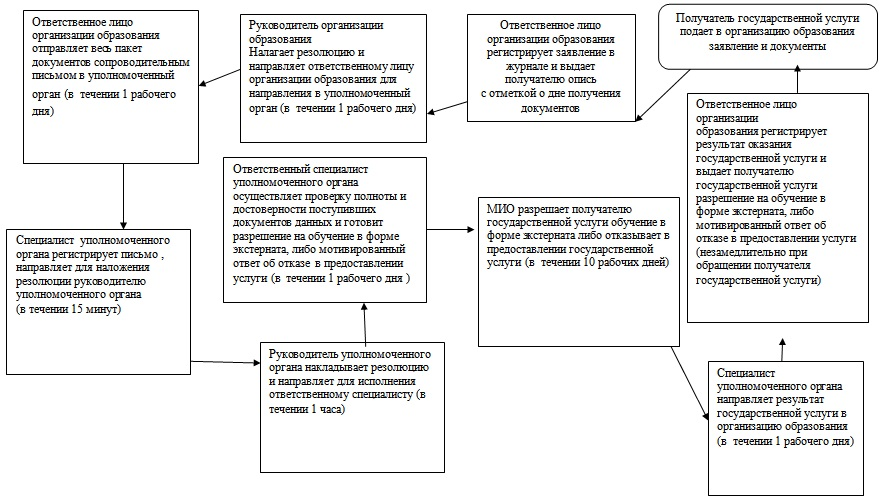 Ответственное лицо
организации образования
отправляет весь пакет
документов сопроводительным
письмом в уполномоченный
орган (в течении 1 рабочего
дня)
Руководитель организации
образования
Налагает резолюцию и
направляет ответственному лицу
организации образования для
направления в уполномоченный
орган (в течении 1 рабочего дня)
Ответственное лицо
организации образования
регистрирует заявление в
журнале и выдает
получателю опись
с отметкой о дне получения
документов
Получатель государственной услуги
подает в организацию образования
заявление и документы
Ответственное лицо
организации
образования регистрирует
результат оказания
государственной услуги и
выдает получателю
государственной услуги
разрешение на обучение в
форме экстерната, либо
мотивированный ответ об
отказе в предоставлении услуги
(незамедлительно при
обращении получателя
государственной услуги)
Ответственный специалист
уполномоченного органа
осуществляет проверку полноты и
достоверности поступивших
документов данных и готовит
разрешение на обучение в форме
экстерната, либо мотивированный
ответ об отказе в предоставлении
услуги (в течении 1 рабочего дня )
МИО разрешает получателю
государственной услуги обучение в
форме экстерната либо отказывает в
предоставлении государственной
услуги (в течении 10 рабочих дней)
Специалист уполномоченного
органа регистрирует письмо ,
направляет для наложения
резолюции руководителю
уполномоченного органа
(в течении 15 минут)
Руководитель уполномоченного
органа накладывает резолюцию
и направляет для исполнения
ответственному специалисту (в
течении 1 часа)
Специалист
уполномоченного органа
направляет результат
государственной услуги в
организацию образования
(в течении 1 рабочего дня)